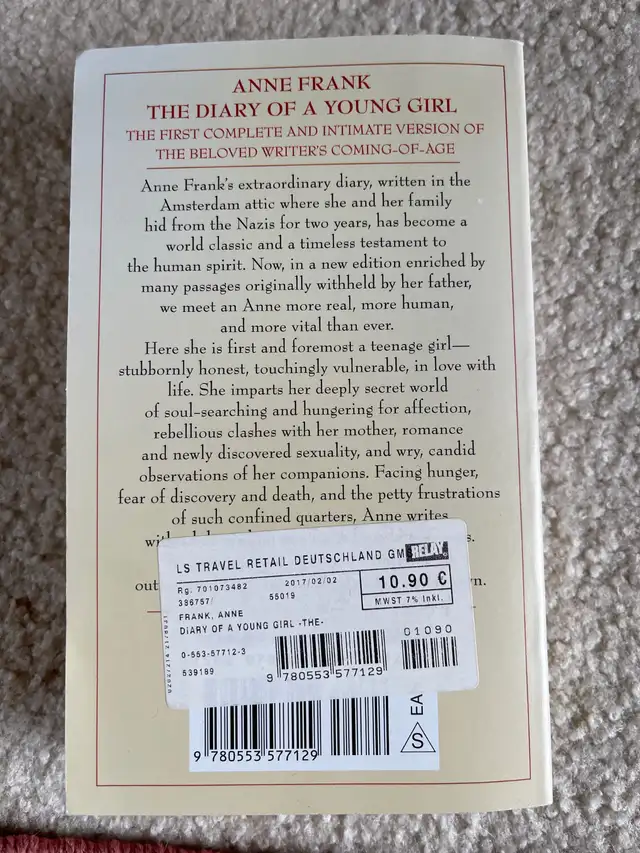 ANNE FRANK
THE DIARY OF A YOUNG GIRL
THE FIRST COMPLETE AND INTIMATE VERSION OF
THE BELOVED WRITER'S COMING-OF-AGE
Anne Frank's extraordinary diary, written in the
Amsterdam attic where she and her family
hid from the Nazis for two years, has become a
world classic and a timeless testament to
the human spirit. Now, in a new edition enriched by
many passages originally withheld by her father,
we meet an Anne more real, more human,
and more vital than ever.
Here she is first and foremost a teenage girl—
stubbornly honest, touchingly vulnerable, in love with
life. She imparts her deeply secret world
of soul-searching and hungering for affection,
rebellious clashes with her mother, romance
and newly discovered sexuality, and wry, candid
observations of her companions. Facing hunger,
fear of discovery and death, and the petty frustrations
of such confined quarters, Anne writes
LS TRAVEL RETAIL DEUTSCHLAND GM RELAY
Rg. 701073482 2017/02/02 10.90 €
386757/ 55019 MWST 7% Inkl.
FRANK, ANNE
DIARY OF A YOUNG GIRL -THE-
01090
0-553-57712-3
539189
9 780553 577129
9 780553 577129
EA
S